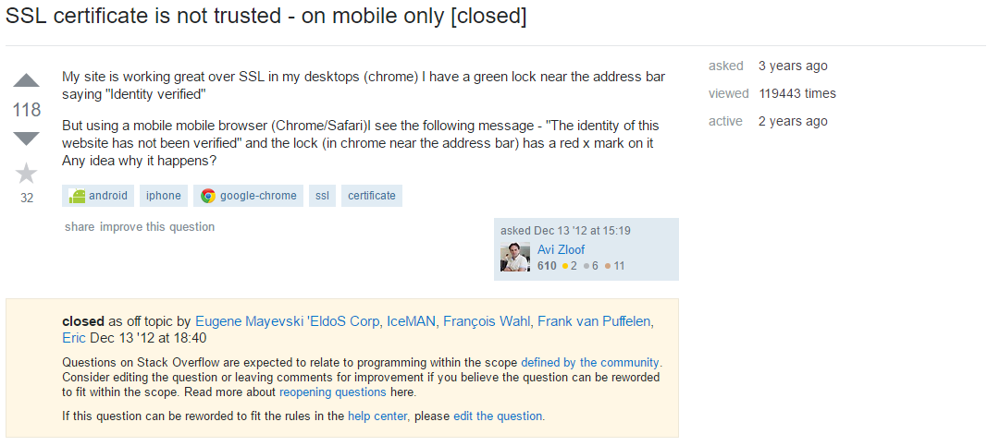 SSL certificate is not trusted - on mobile only [closed]
118
32
My site is working great over SSL in my desktops (chrome) I have a green lock near the address bar
saying "Identity verified"
But using a mobile mobile browser (Chrome/Safari)I see the following message - "The identity of this
website has not been verified" and the lock (in chrome near the address bar) has a red x mark on it
Any idea why it happens?
android iphone google-chrome ssl certificate
share improve this question
asked Dec 13 '12 at 15:19
Avi Zloof
610 2 6 11
asked 3 years ago
viewed 119443 times
active 2 years ago
closed as off topic by Eugene Mayevski 'EldoS Corp, IceMAN, François Wahl, Frank van Puffelen,
Eric Dec 13 '12 at 18:40
Questions on Stack Overflow are expected to relate to programming within the scope defined by the community.
Consider editing the question or leaving comments for improvement if you believe the question can be reworded
to fit within the scope. Read more about reopening questions here.
If this question can be reworded to fit the rules in the help center, please edit the question.